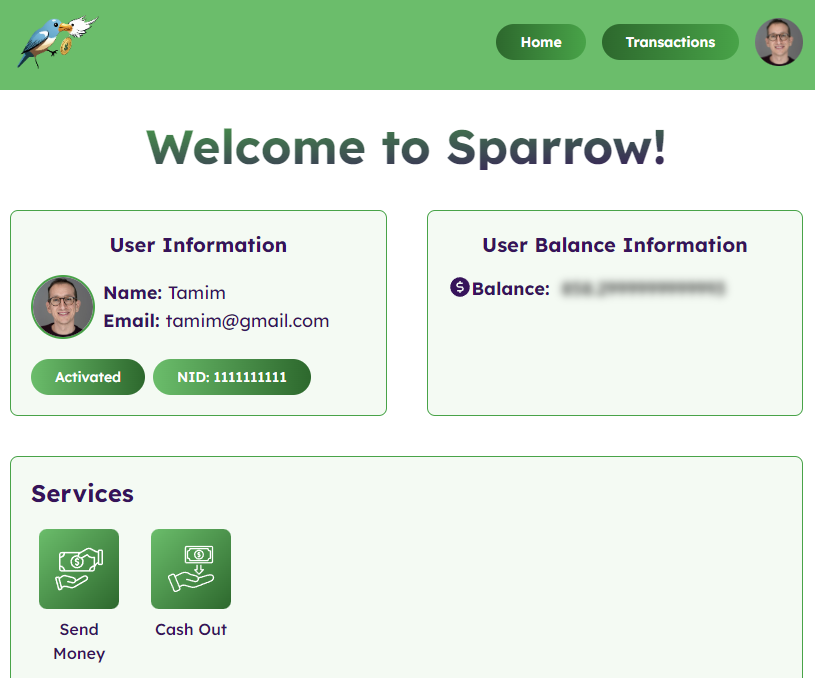 Home
Transactions
Welcome to Sparrow!
User Information
Name: Tamim
Email: tamim@gmail.com
Activated
NID: 1111111111
User Balance Information
Balance:
Services
Send
Money
Cash Out